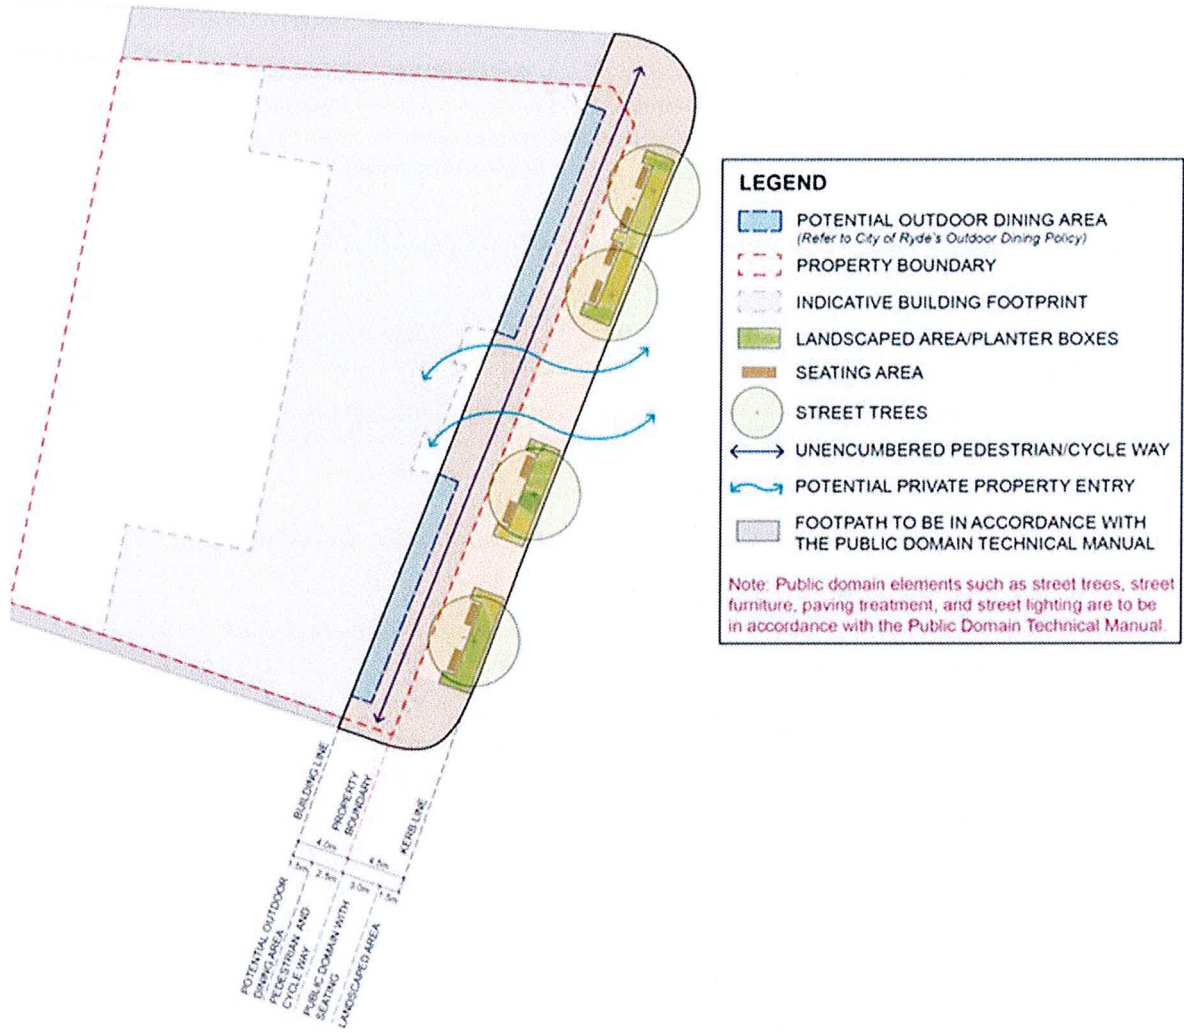 LEGEND
POTENTIAL OUTDOOR DINING AREA
(Refer to City of Ryde's Outdoor Dining Policy)
PROPERTY BOUNDARY
INDICATIVE BUILDING FOOTPRINT
LANDSCAPED AREA/PLANTER BOXES
SEATING AREA
STREET TREES
UNENCUMBERED PEDESTRIAN/CYCLE WAY
POTENTIAL PRIVATE PROPERTY ENTRY
FOOTPATH TO BE IN ACCORDANCE WITH
THE PUBLIC DOMAIN TECHNICAL MANUAL
Note: Public domain elements such as street trees, street
furniture, paving treatment, and street lighting are to be
in accordance with the Public Domain Technical Manual.
BUILDING LINE
PROPERTY
BOUNDARY
KERB LINE
4.0m
2.5m
3.0m
POTENTIAL OUTDOOR
DINING AREA
PEDESTRIAN AND
CYCLE WAY
PUBLIC DOMAIN WITH
SEATING
LANDSCAPED AREA